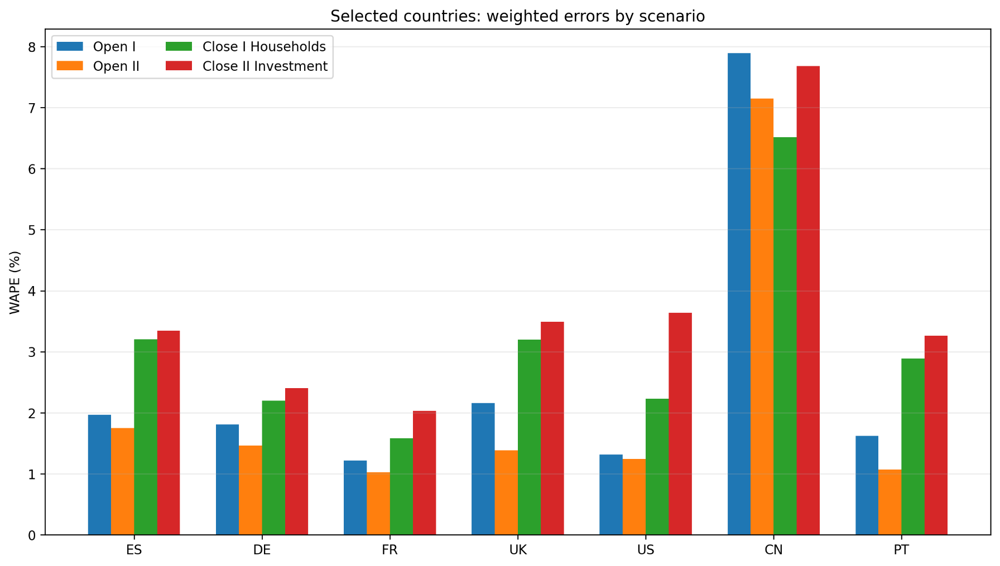 Selected countries: weighted errors by scenario
Open I
Open II
Close I Households
Close II Investment
WAPE (%)
8
7
6
5
4
3
2
1
0
ES DE FR UK US CN PT